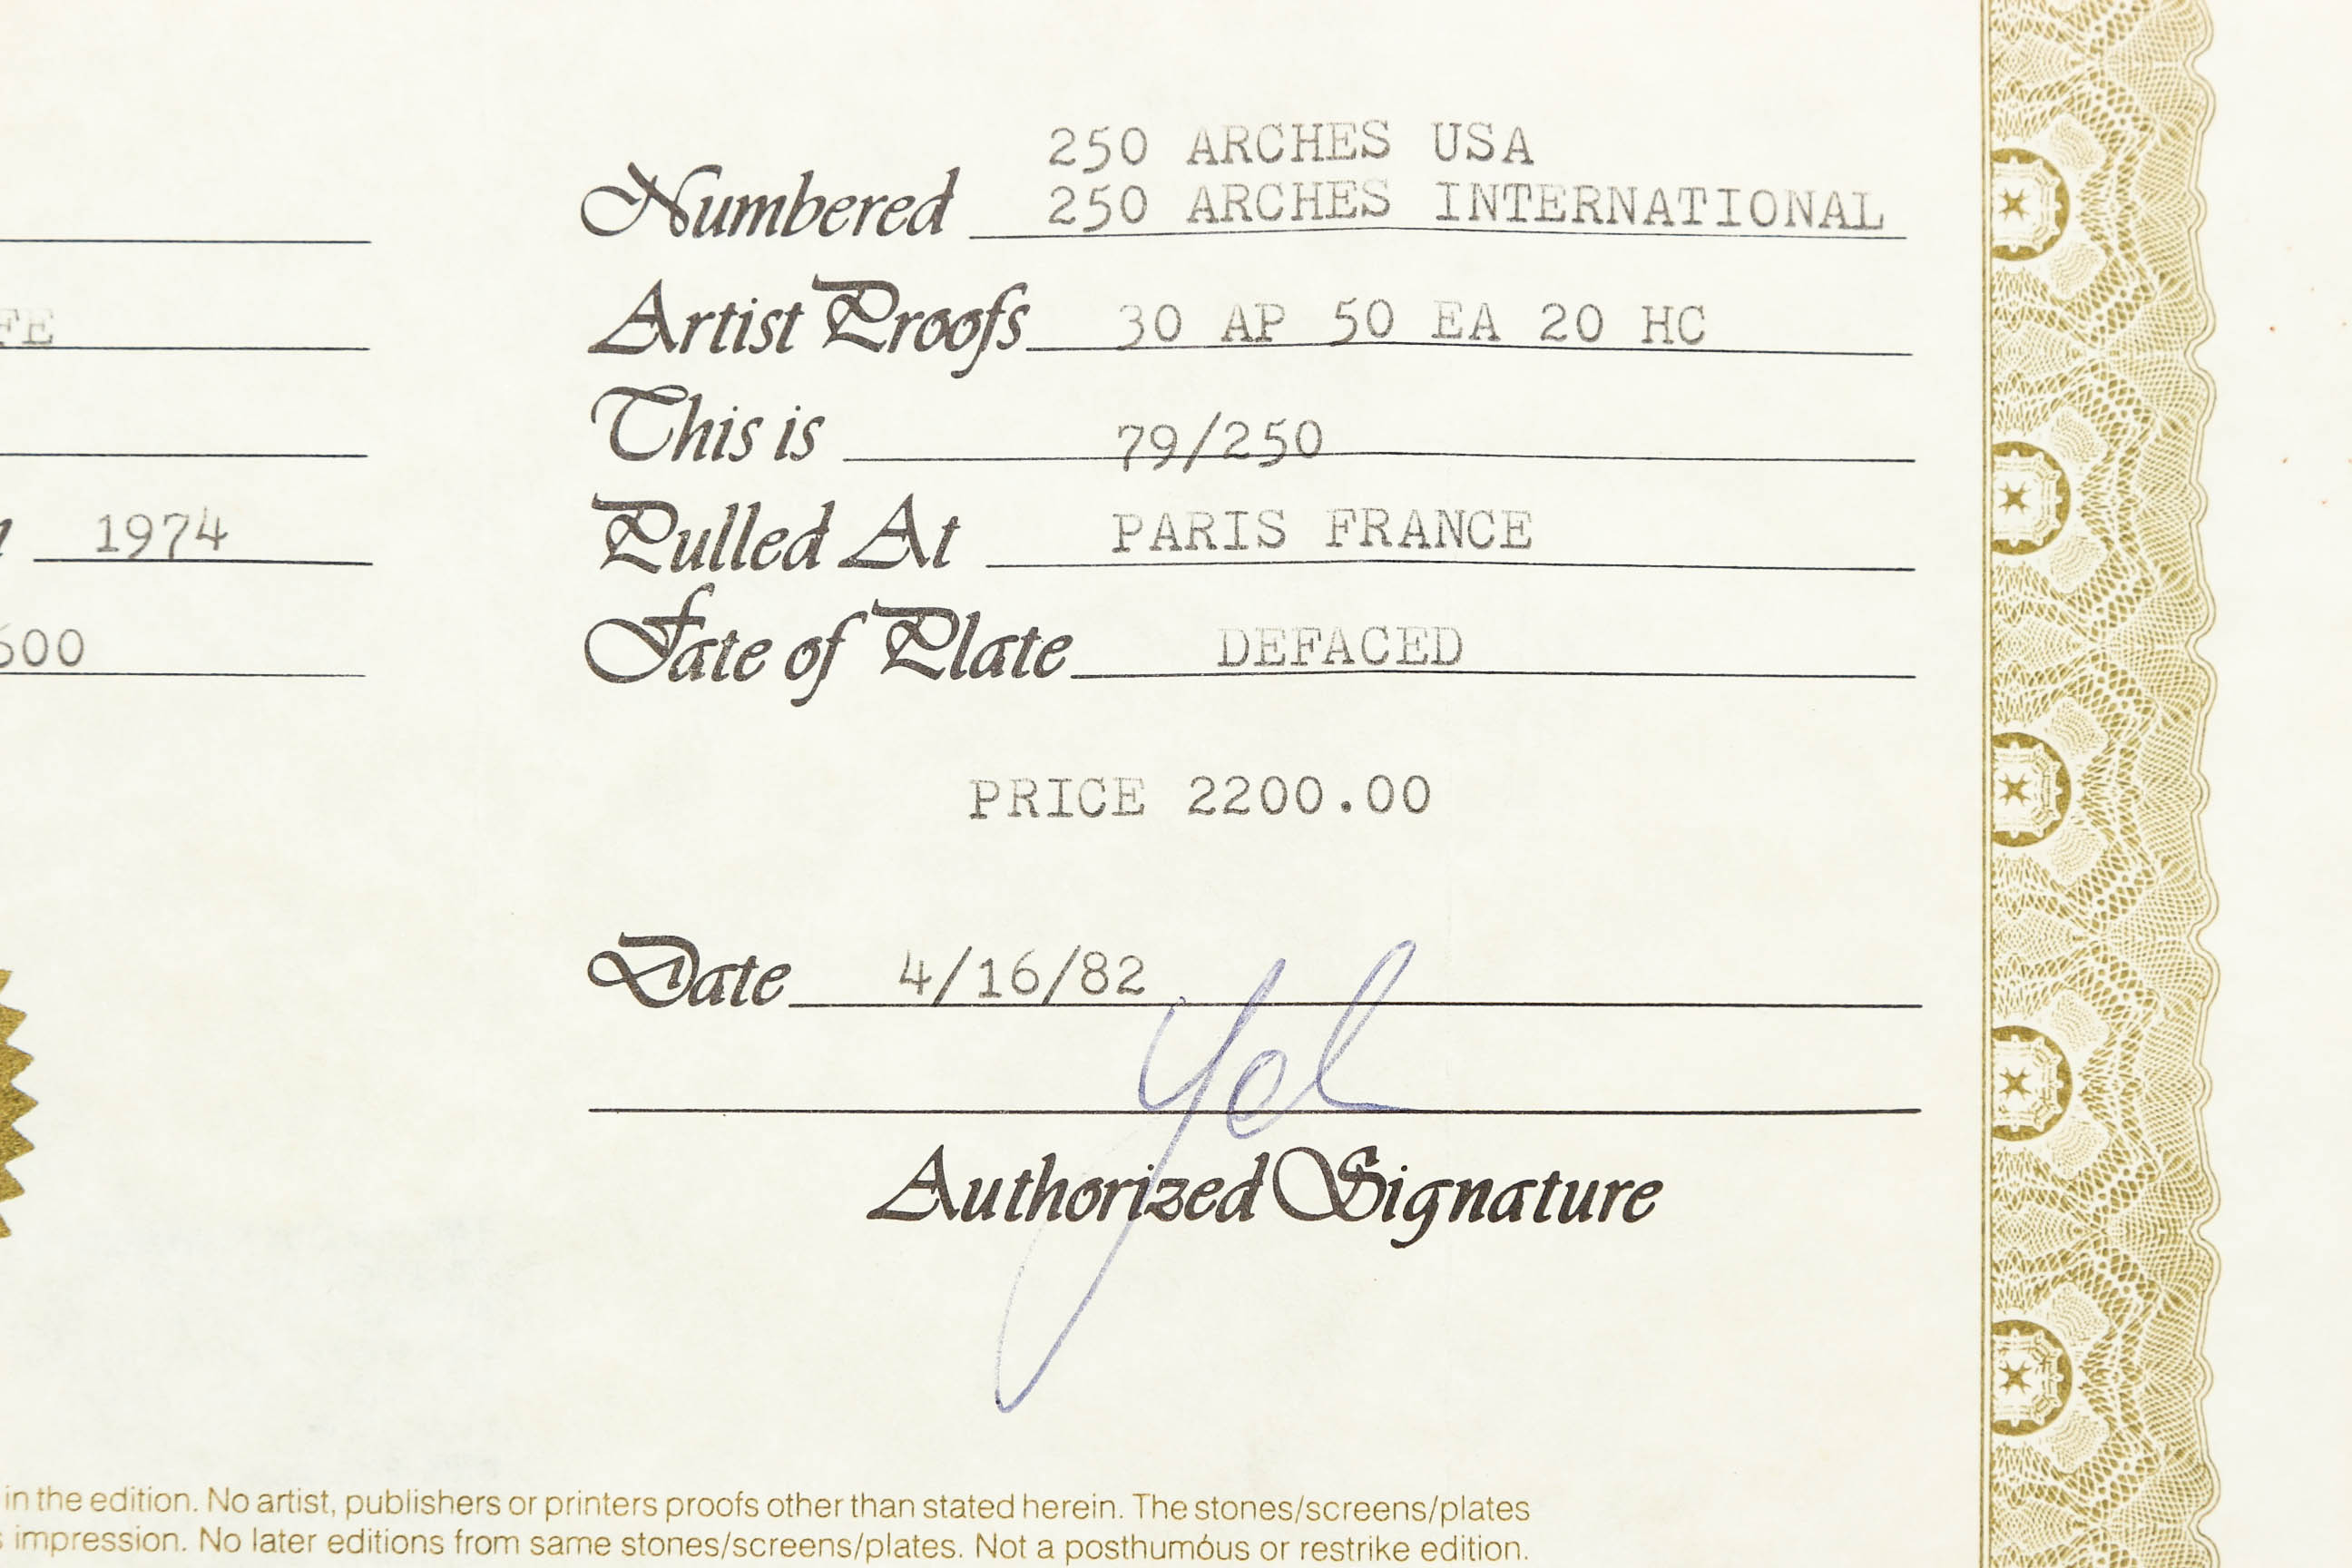 250 ARCHES USA
Numbered 250 ARCHES INTERNATIONAL
FE
Artist Proofs 30 AP 50 EA 20 HC
This is 79/250
1974
Pulled At PARIS FRANCE
600
Fate of Plate DEFACED
PRICE 2200.00
Date 4/16/82
Authorized Signature
in the edition. No artist, publishers or printers proofs other than stated herein. The stones/screens/plates
impression. No later editions from same stones/screens/plates. Not a posthumóus or restrike edition.